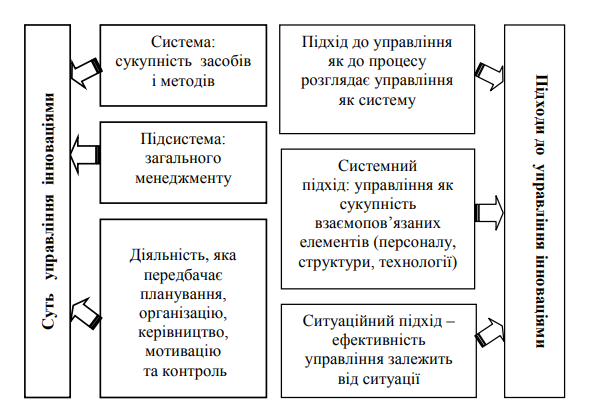 Суть управління інноваціями
Система:
сукупність засобів
і методів
Підсистема:
загального
менеджменту
Діяльність, яка
передбачає
планування,
організацію,
керівництво,
мотивацію
та контроль
Підхід до управління
як до процесу
розглядає управління
як систему
Системний
підхід: управління як
сукупність
взаємопов’язаних
елементів (персоналу,
структури, технології)
Ситуаційний підхід –
ефективність
управління залежить
від ситуації
Підходи до управління інноваціями